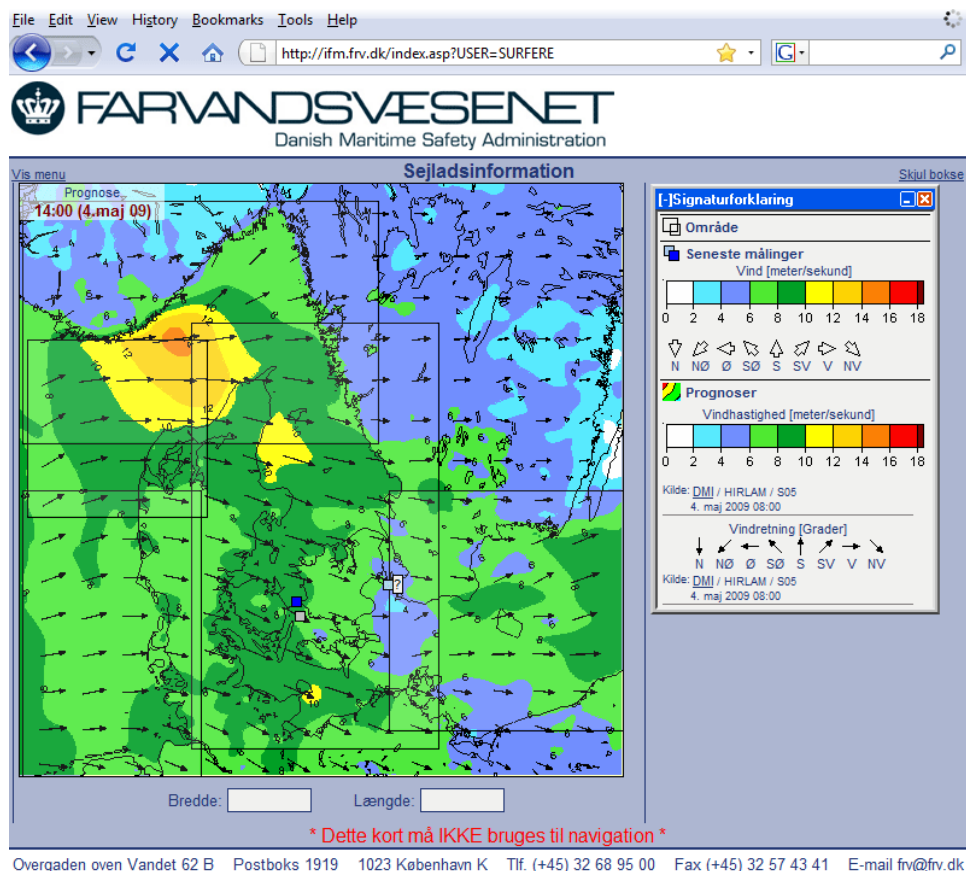 File Edit View History Bookmarks Tools Help
http://ifm.frv.dk/index.asp?USER=SURFERE
G
FARVANDSVÆSENET
Danish Maritime Safety Administration
Vis menu
Sejladsinformation
Skjul bokse
Prognose
14:00 (4.maj 09)
[-]Signaturforklaring
Område
Seneste målinger
Vind [meter/sekund]
0 2 4 6 8 10 12 14 16 18
N NØ Ø SØ S SV V NV
Prognoser
Vindhastighed [meter/sekund]
0 2 4 6 8 10 12 14 16 18
Kilde: DMI / HIRLAM / S05
4. maj 2009 08:00
Vindretning [Grader]
N NØ Ø SØ S SV V NV
Kilde: DMI / HIRLAM / S05
4. maj 2009 08:00
?
Bredde: Længde:
* Dette kort må IKKE bruges til navigation *
Overgaden oven Vandet 62 B Postboks 1919 1023 København K Tlf. (+45) 32 68 95 00 Fax (+45) 32 57 43 41 E-mail frv@frv.dk